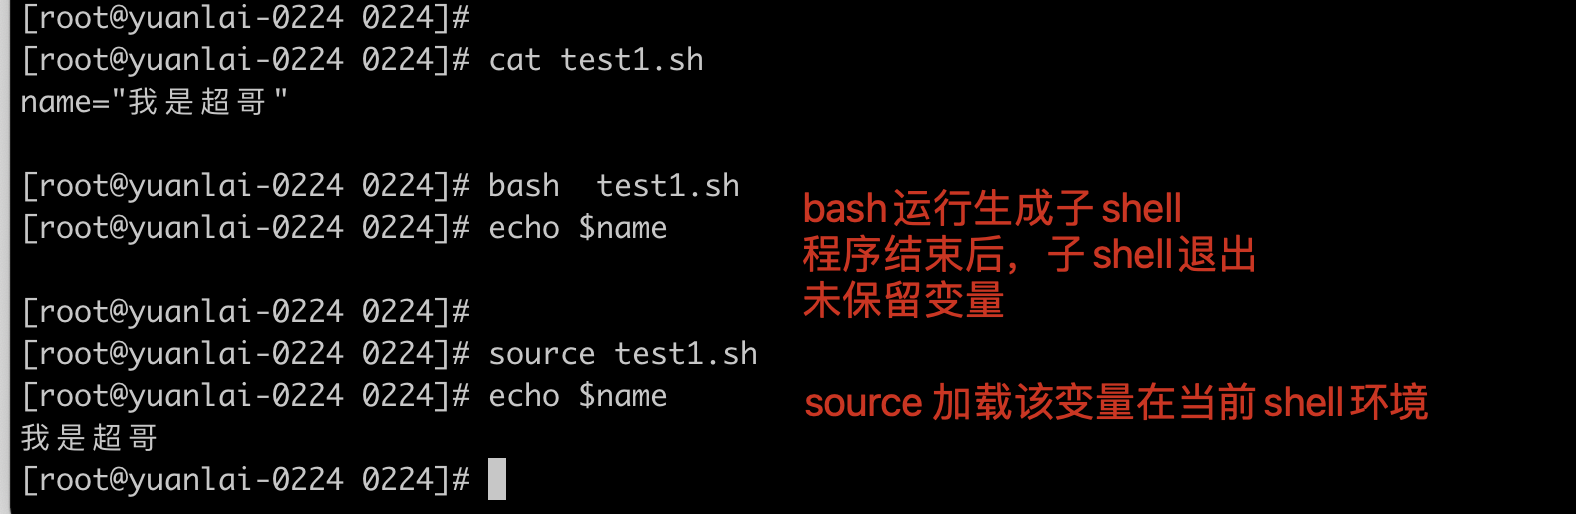 [root@yuanlai-0224 0224]#
[root@yuanlai-0224 0224]# cat test1.sh
name="我是超哥"
[root@yuanlai-0224 0224]# bash  test1.sh
[root@yuanlai-0224 0224]# echo $name
bash运行生成子shell
程序结束后，子shell退出
未保留变量
[root@yuanlai-0224 0224]#
[root@yuanlai-0224 0224]# source test1.sh
[root@yuanlai-0224 0224]# echo $name
source 加载该变量在当前shell环境
我是超哥
[root@yuanlai-0224 0224]#